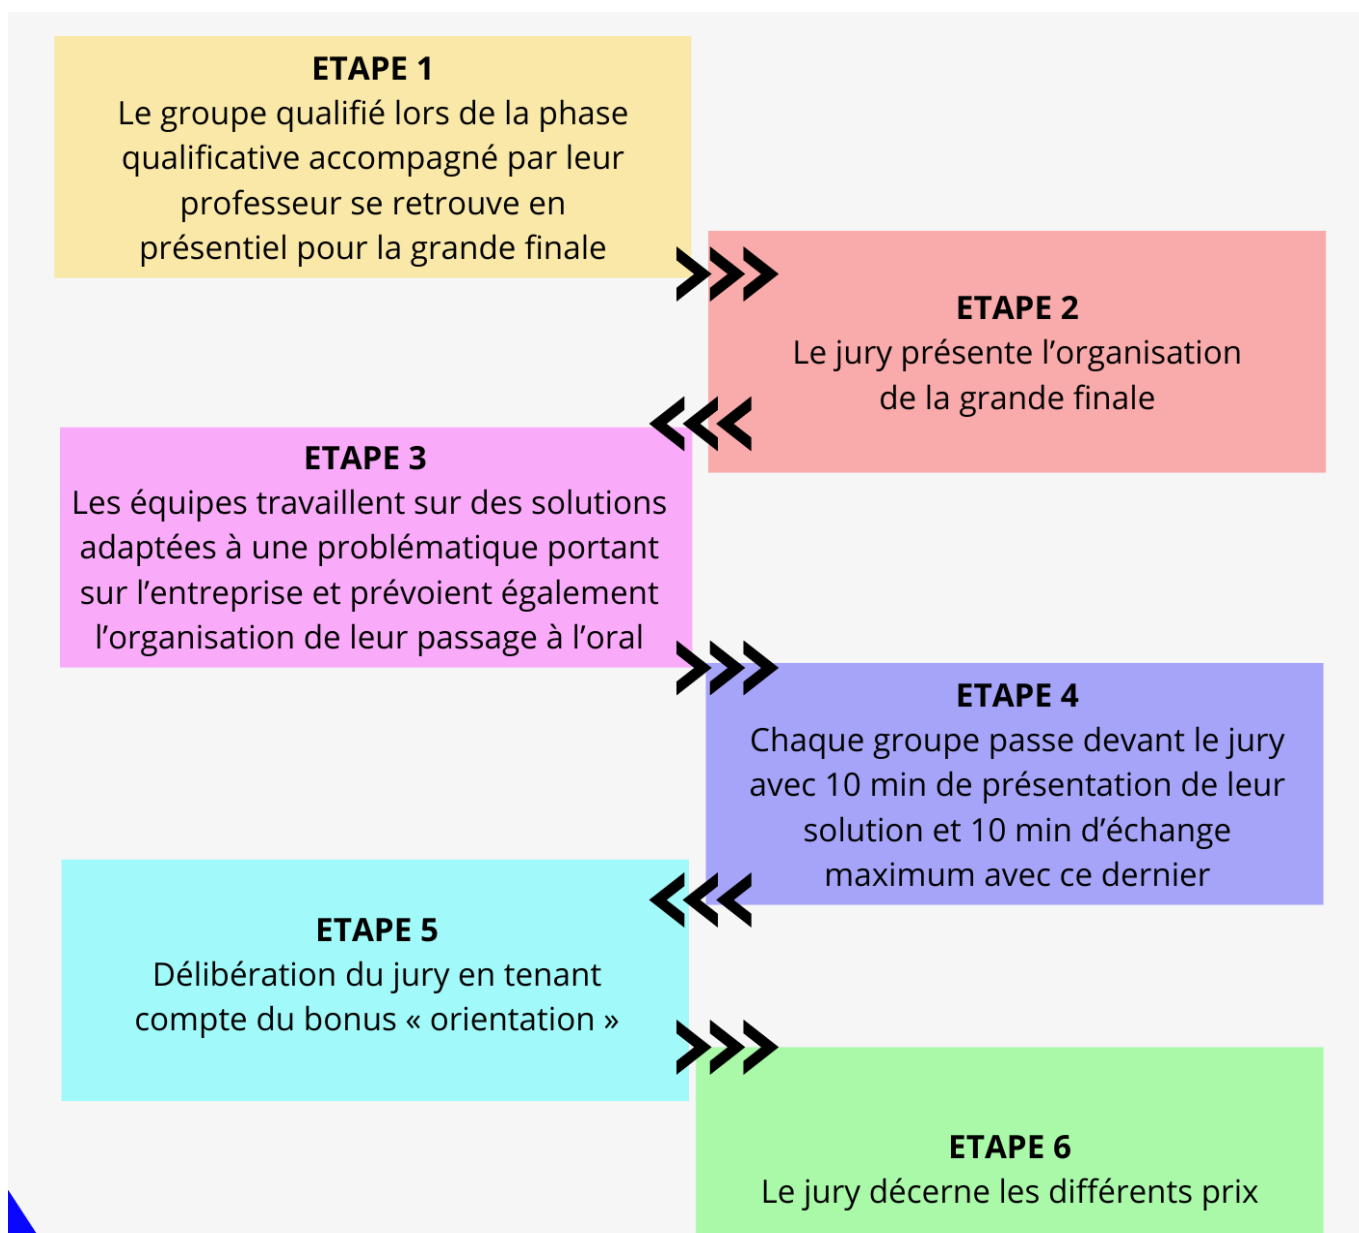 ETAPE 1
Le groupe qualifié lors de la phase
qualificative accompagné par leur
professeur se retrouve en
présentiel pour la grande finale
ETAPE 2
Le jury présente l’organisation
de la grande finale
ETAPE 3
Les équipes travaillent sur des solutions
adaptées à une problématique portant
sur l’entreprise et prévoient également
l’organisation de leur passage à l’oral
ETAPE 4
Chaque groupe passe devant le jury
avec 10 min de présentation de leur
solution et 10 min d’échange
maximum avec ce dernier
ETAPE 5
Délibération du jury en tenant
compte du bonus « orientation »
ETAPE 6
Le jury décerne les différents prix